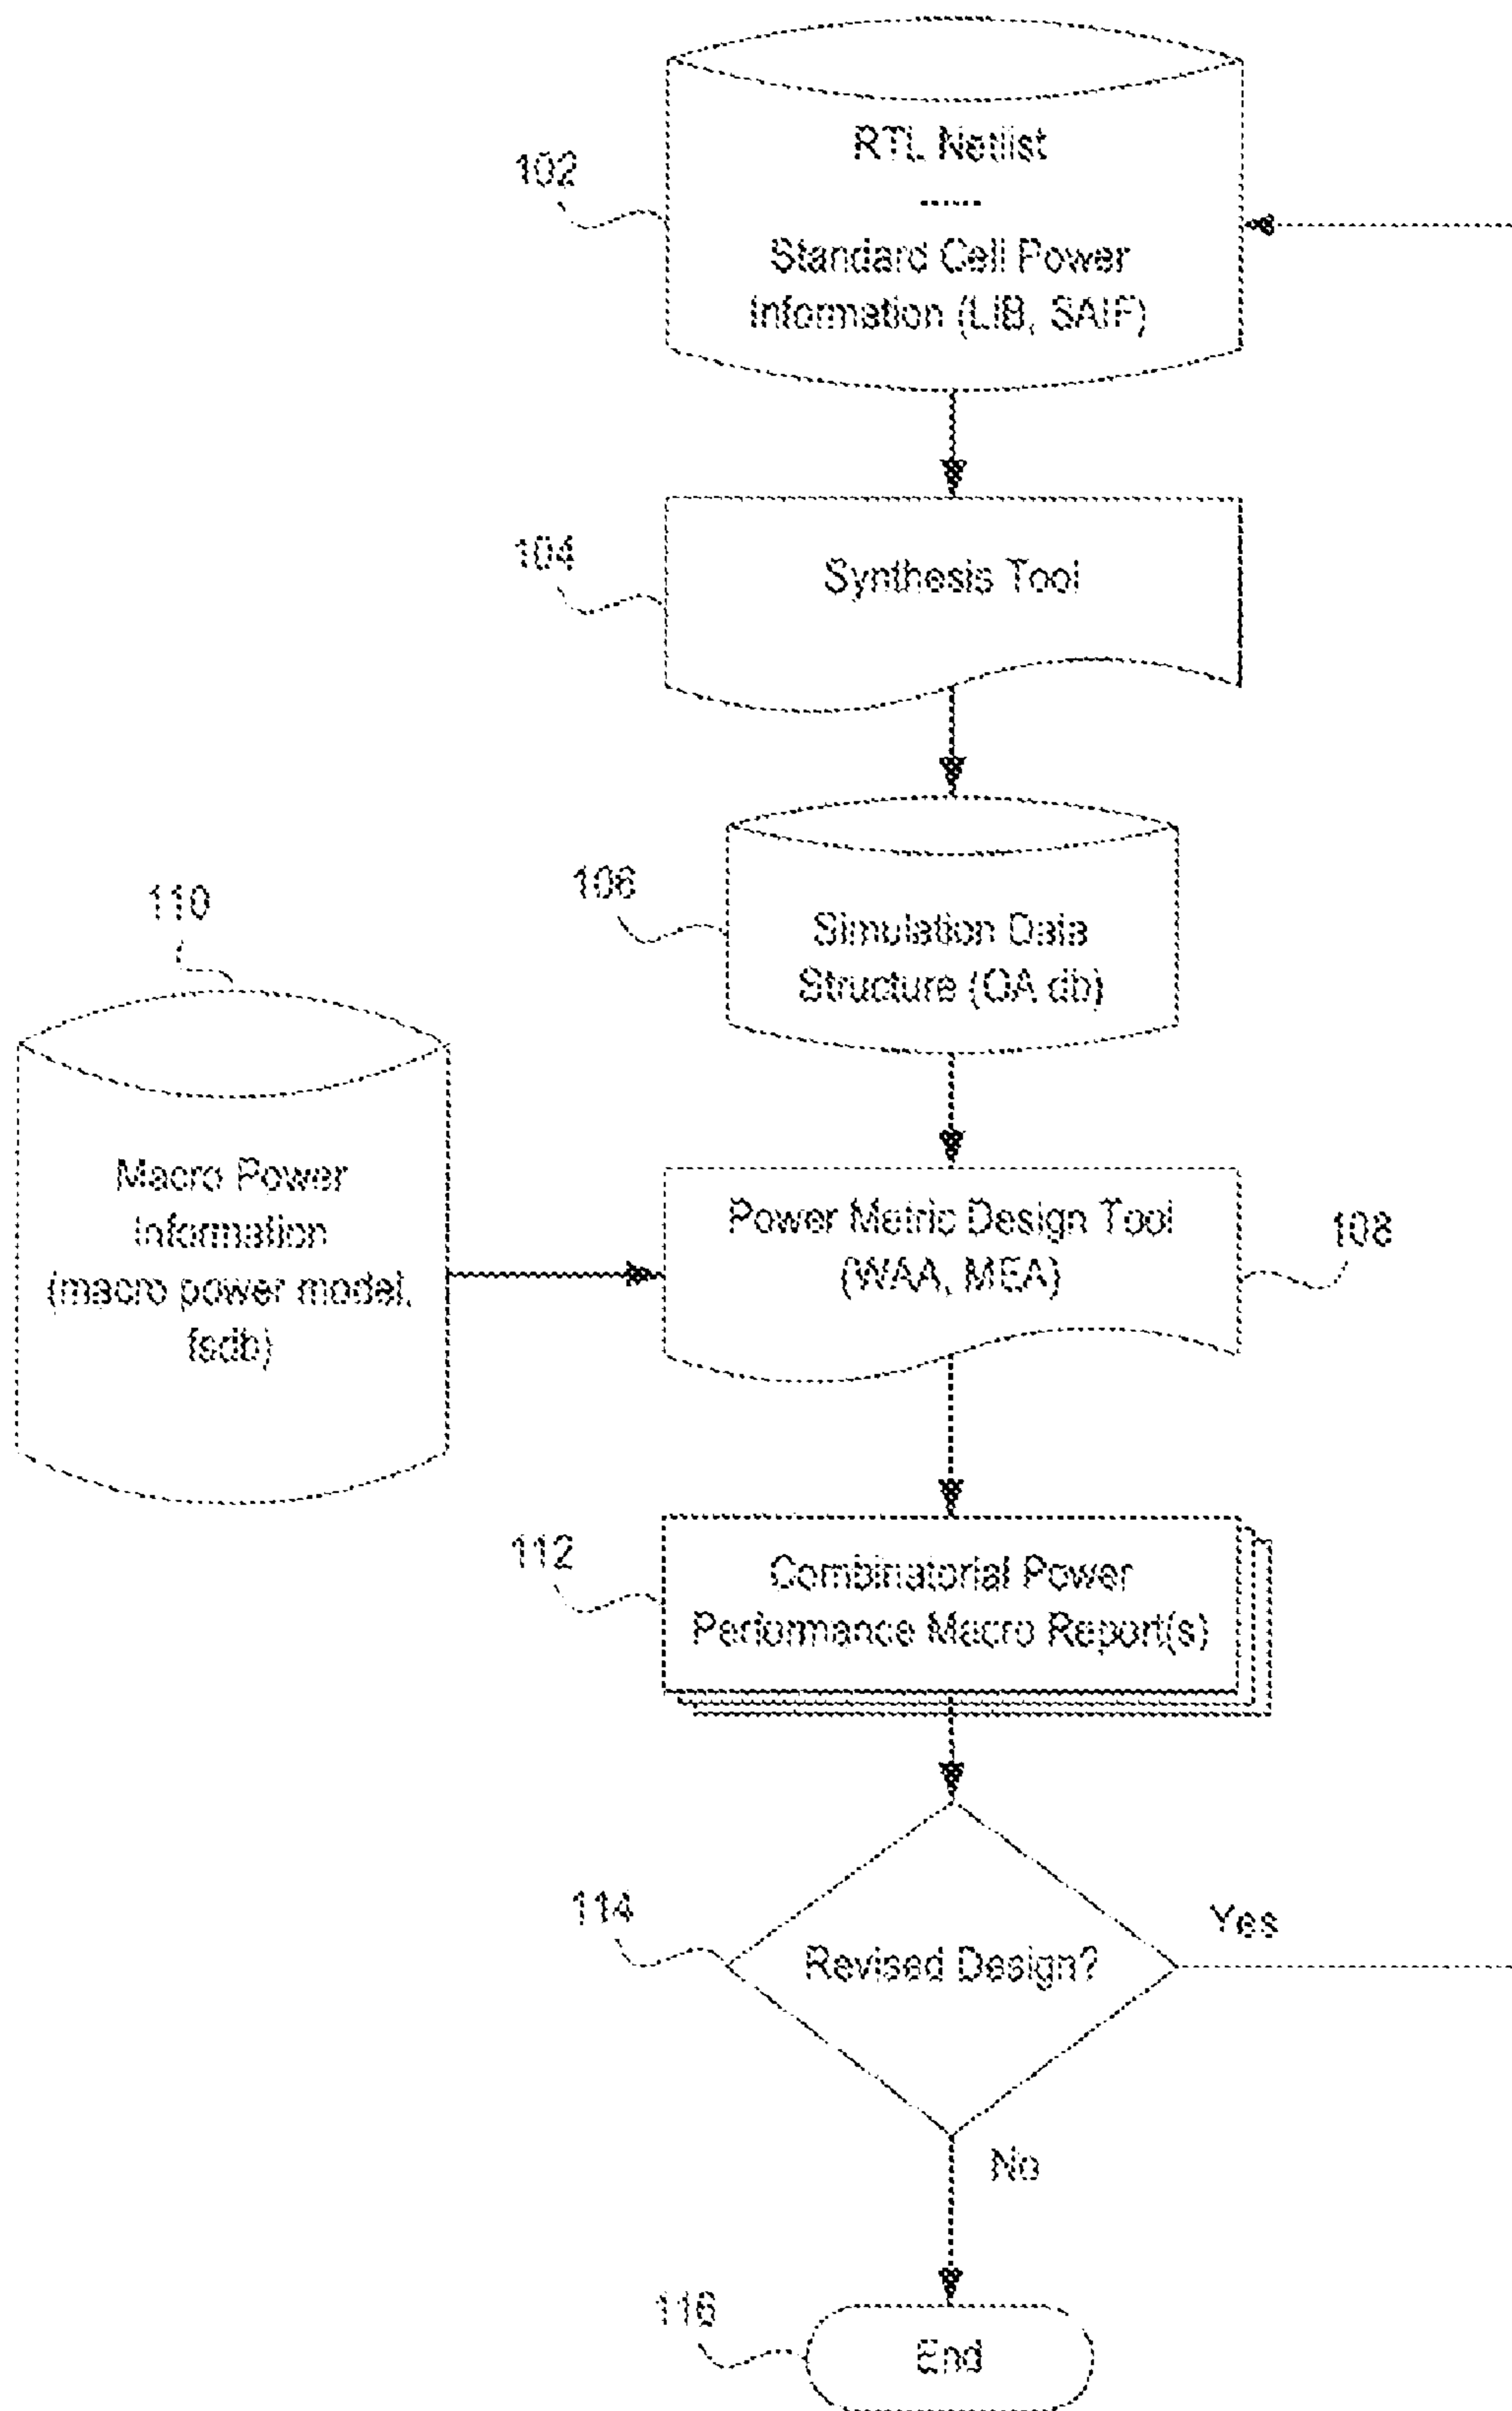 RTL Netlist
......
102
Standard Cell Power
Information (LIB, SAIF)
104
Synthesis Tool
106
Simulation Data
Structure (OA db)
110
Macro Power
Information
(macro power model,
fsdb)
Power Metric Design Tool
(WAA, MEA)
108
112
Combinatorial Power
Performance Macro Report(s)
114
Revised Design?
Yes
No
116
End